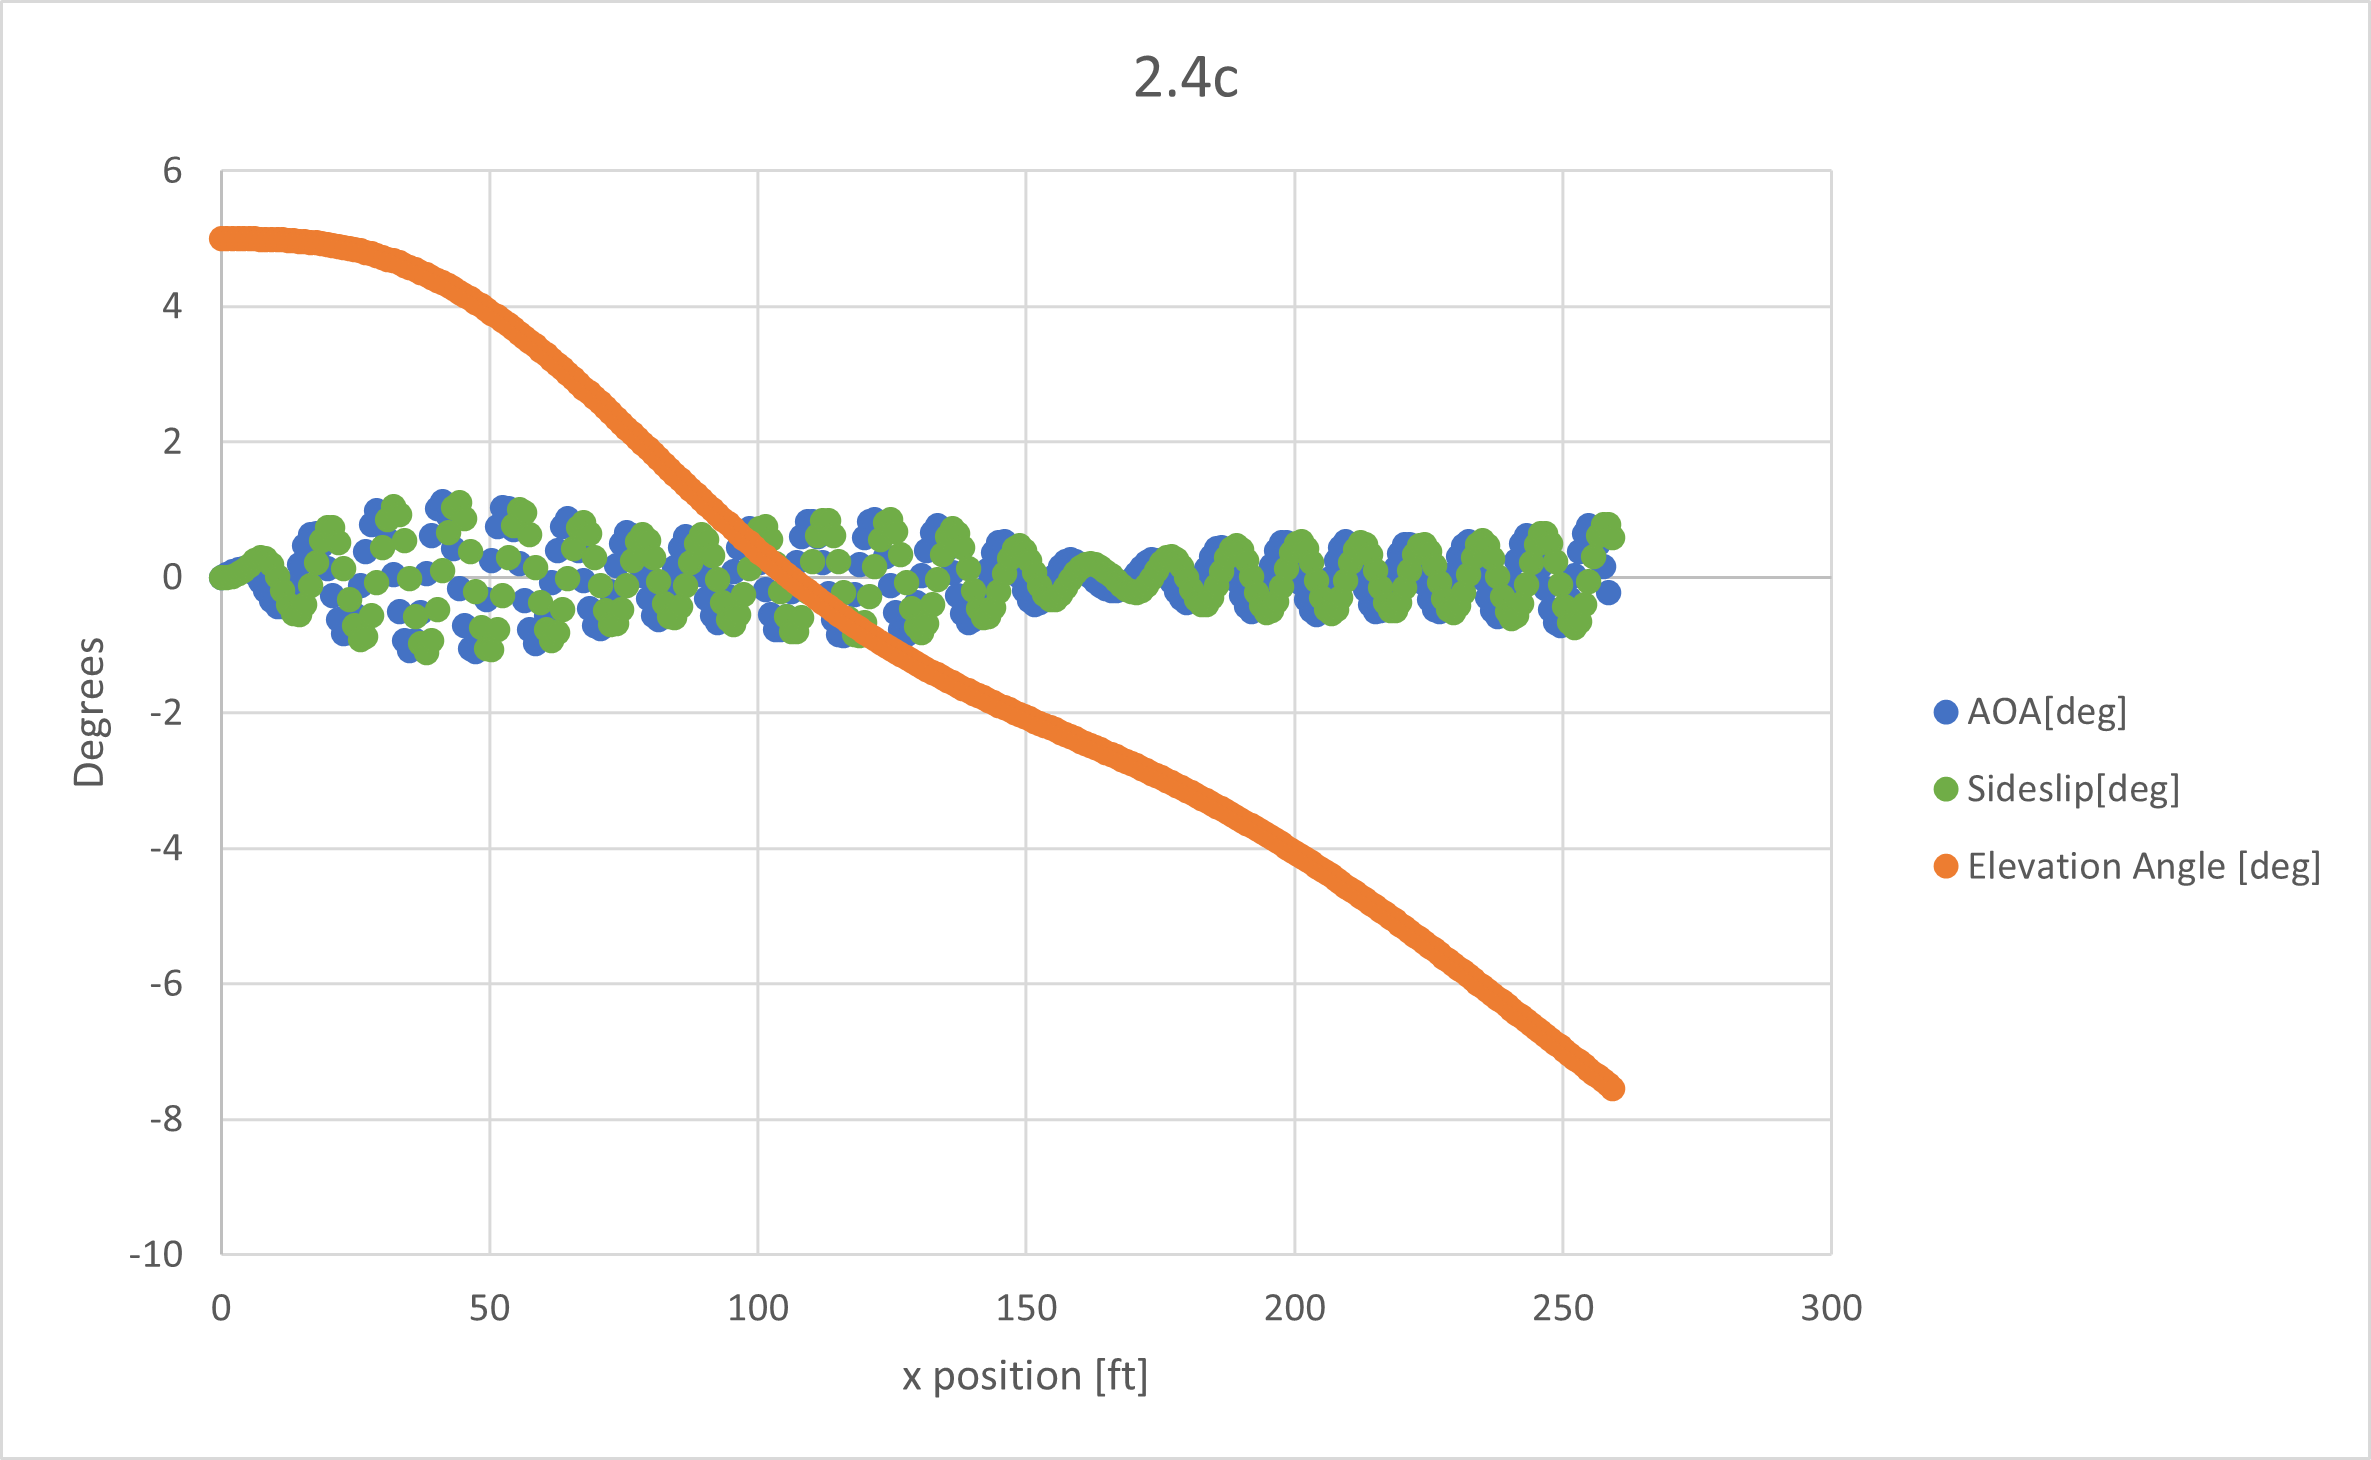 2.4c
6
4
2
0
-2
-4
-6
-8
-10
Degrees
0 50 100 150 200 250 300
x position [ft]
AOA[deg]
Sideslip[deg]
Elevation Angle [deg]